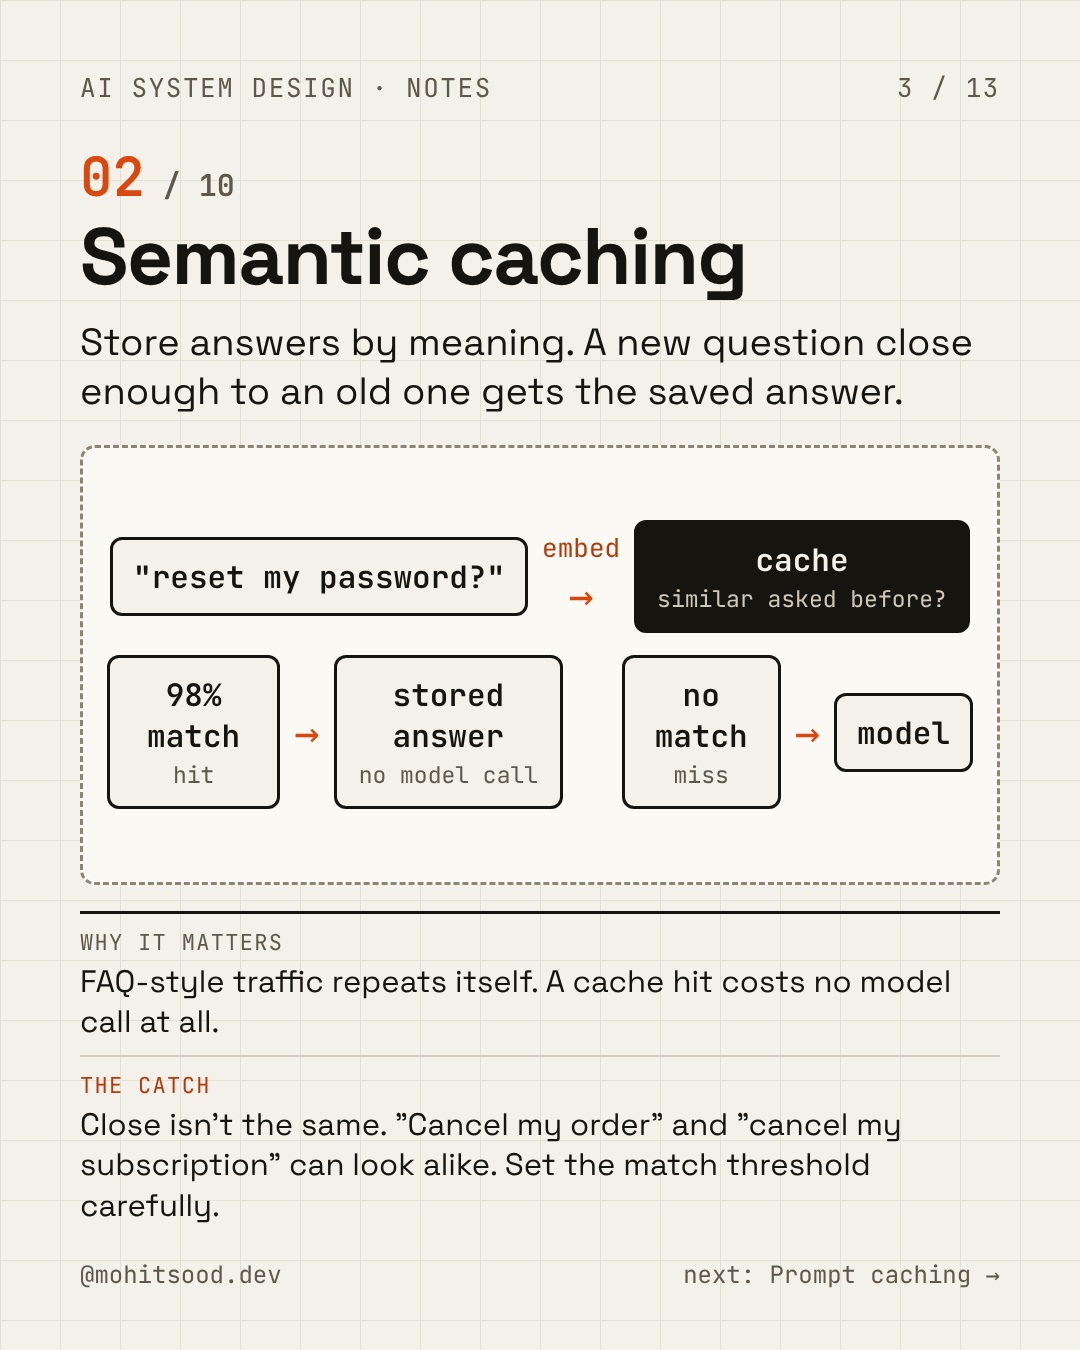 AI SYSTEM DESIGN · NOTES
3 / 13
02 / 10
Semantic caching
Store answers by meaning. A new question close
enough to an old one gets the saved answer.
"reset my password?"
embed
→
cache
similar asked before?
98%
match
hit
→
stored
answer
no model call
no
match
miss
→
model
WHY IT MATTERS
FAQ-style traffic repeats itself. A cache hit costs no model
call at all.
THE CATCH
Close isn’t the same. ”Cancel my order” and ”cancel my
subscription” can look alike. Set the match threshold
carefully.
@mohitsood.dev
next: Prompt caching →